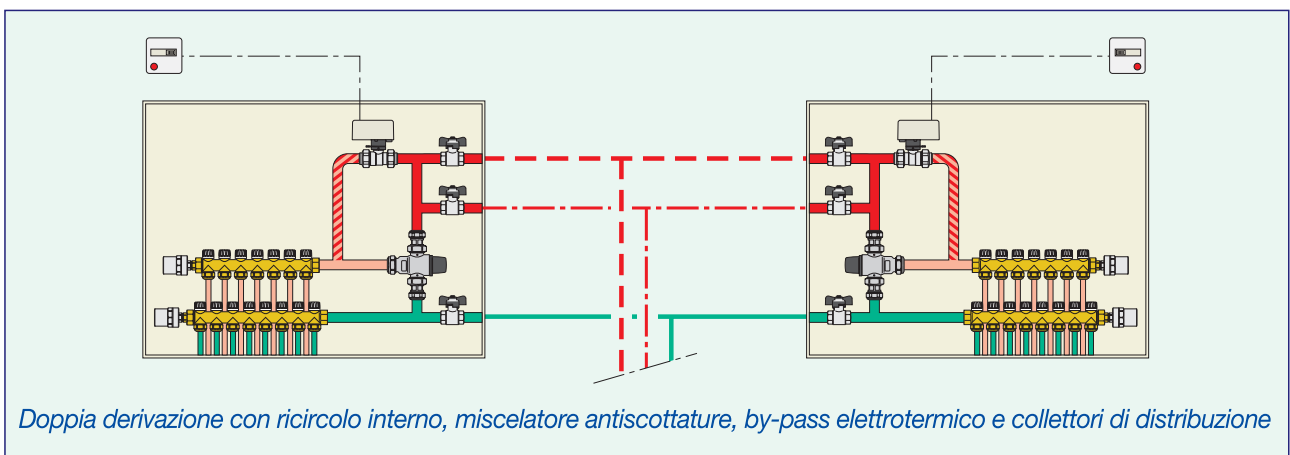 Doppia derivazione con ricircolo interno, miscelatore antiscottature, by-pass elettrotermico e collettori di distribuzione